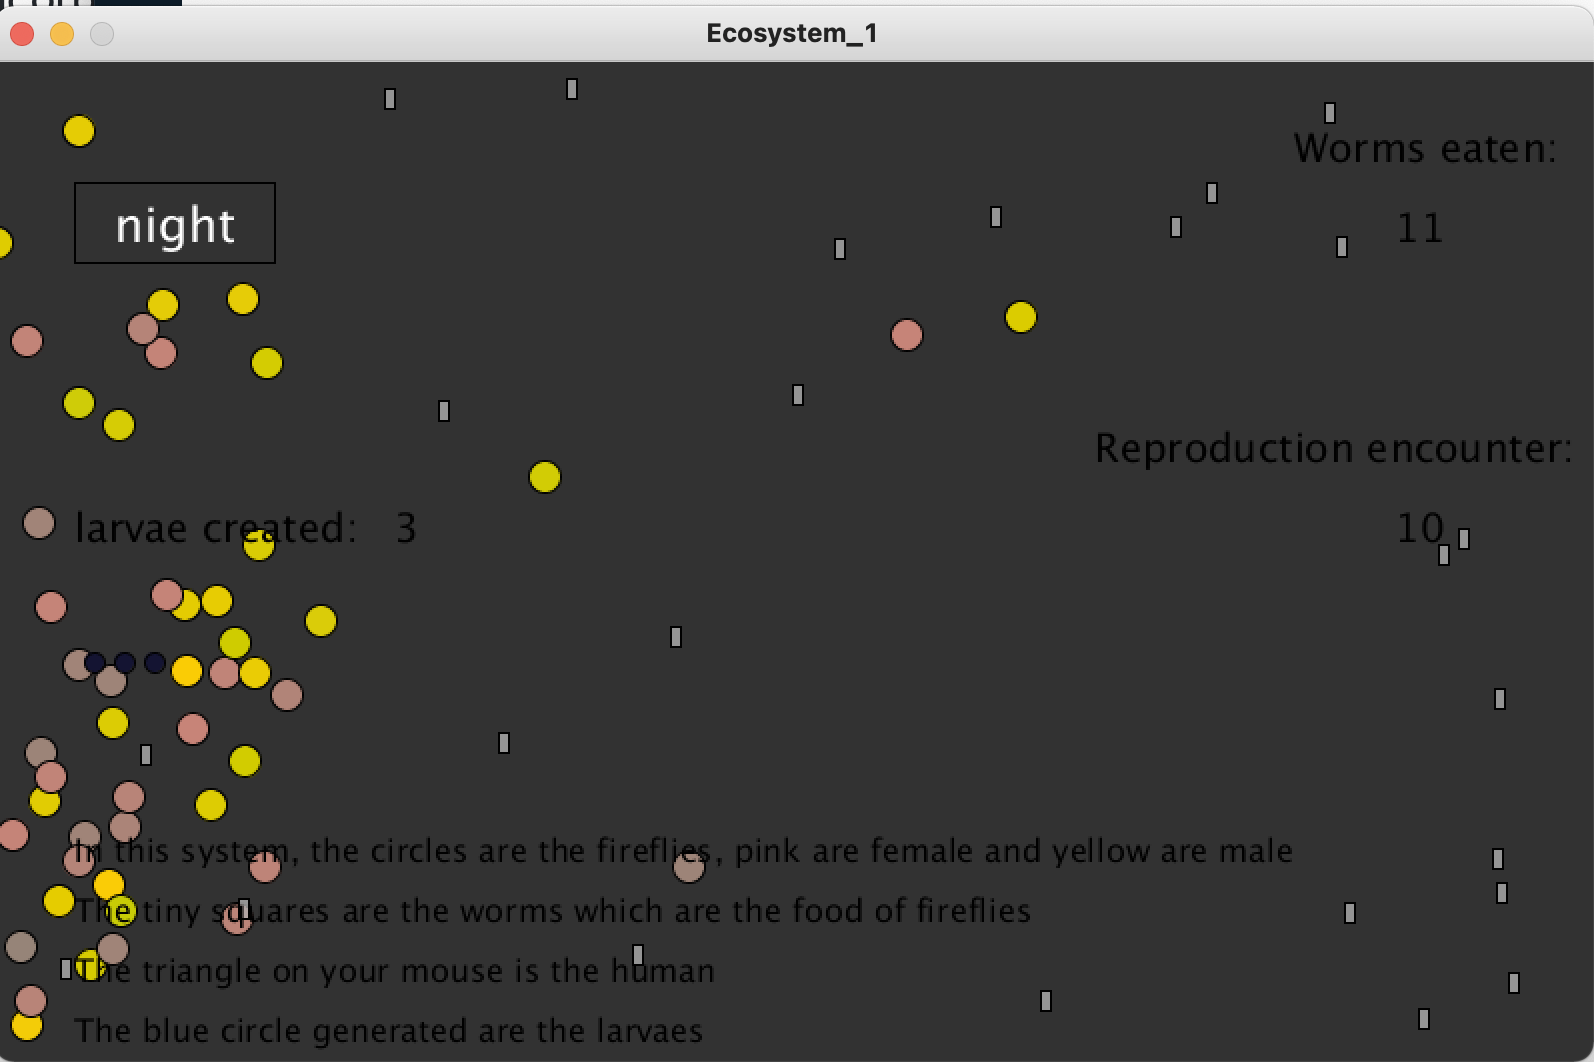 Ecosystem_1
Worms eaten:
night
11
Reproduction encounter:
larvae created: 3
10
In this system, the circles are the fireflies, pink are female and yellow are male
The tiny squares are the worms which are the food of fireflies
The triangle on your mouse is the human
The blue circle generated are the larvaes